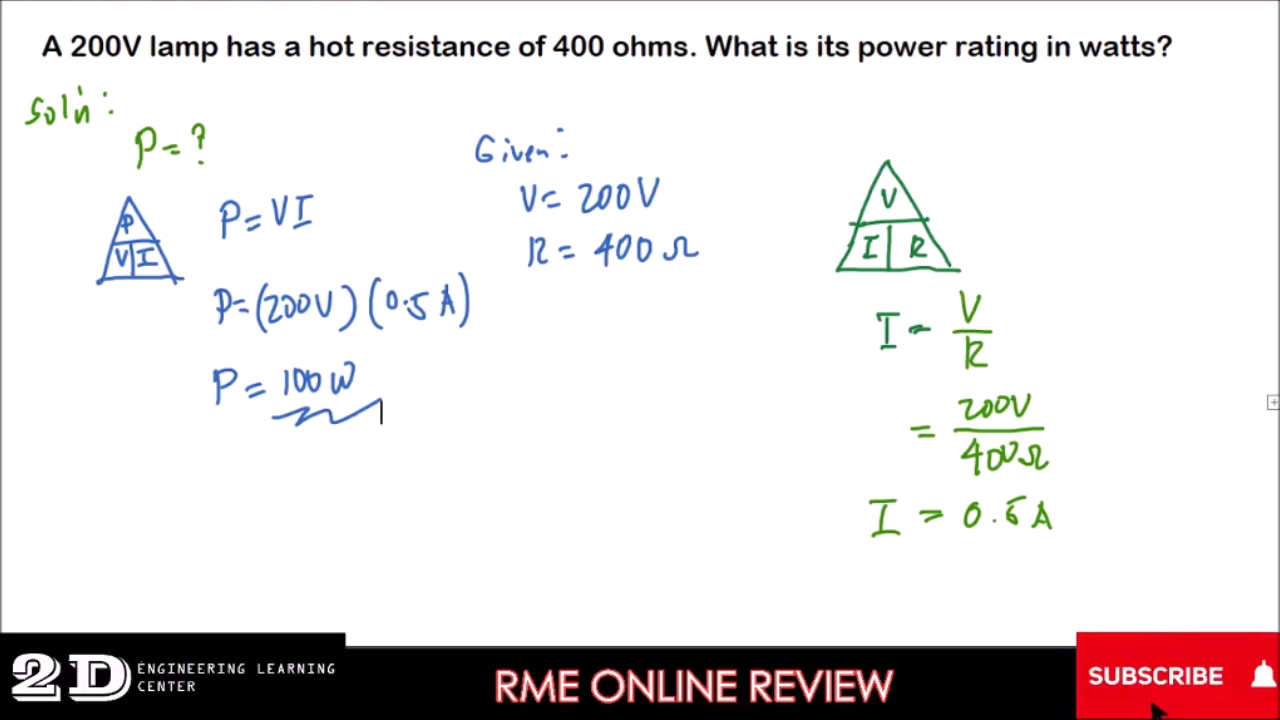 A 200V lamp has a hot resistance of 400 ohms. What is its power rating in watts?
Sol'n:
P = ?
P
V I
P = VI
P = (200V) (0.5 A)
P = 100W
Given:
V = 200V
R = 400 Ω
V
I R
I = V
R
= 200V
400Ω
I = 0.5 A
2D ENGINEERING LEARNING
CENTER
RME ONLINE REVIEW
SUBSCRIBE